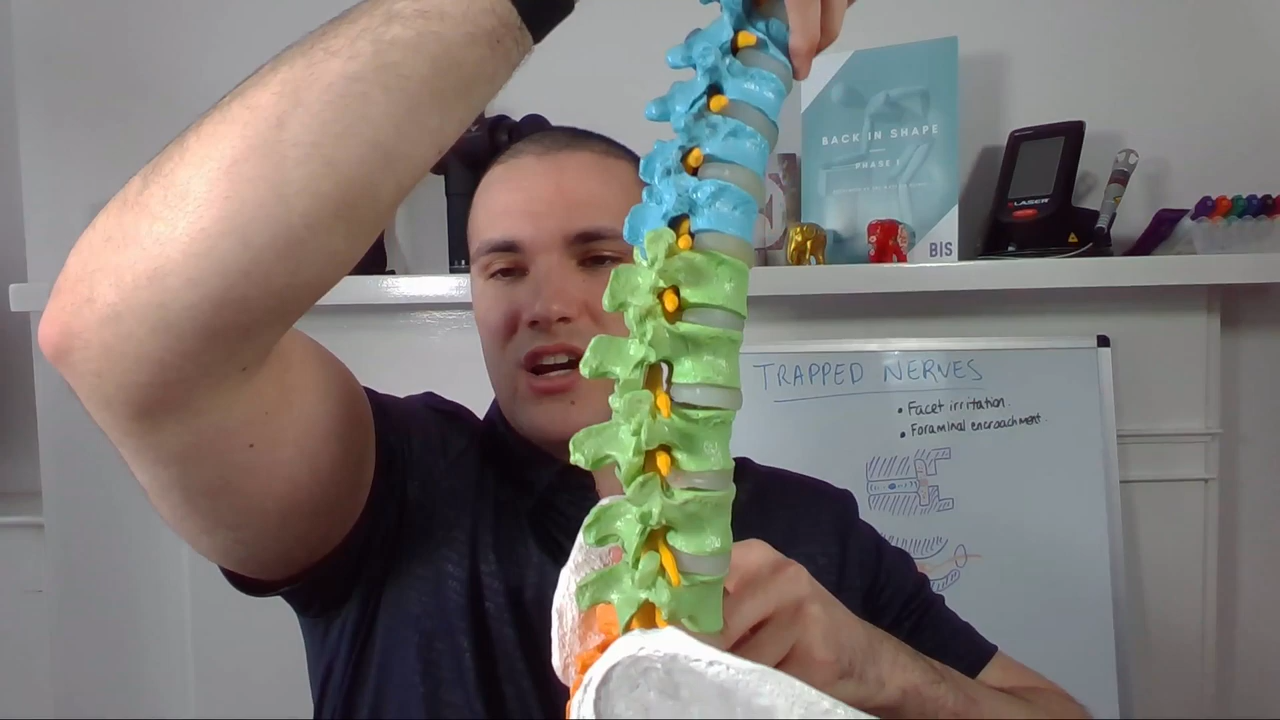 BACK IN SHAPE
PHASE 1
BIS
LASER
TRAPPED NERVES
• Facet irritation.
• Foraminal encroachment.